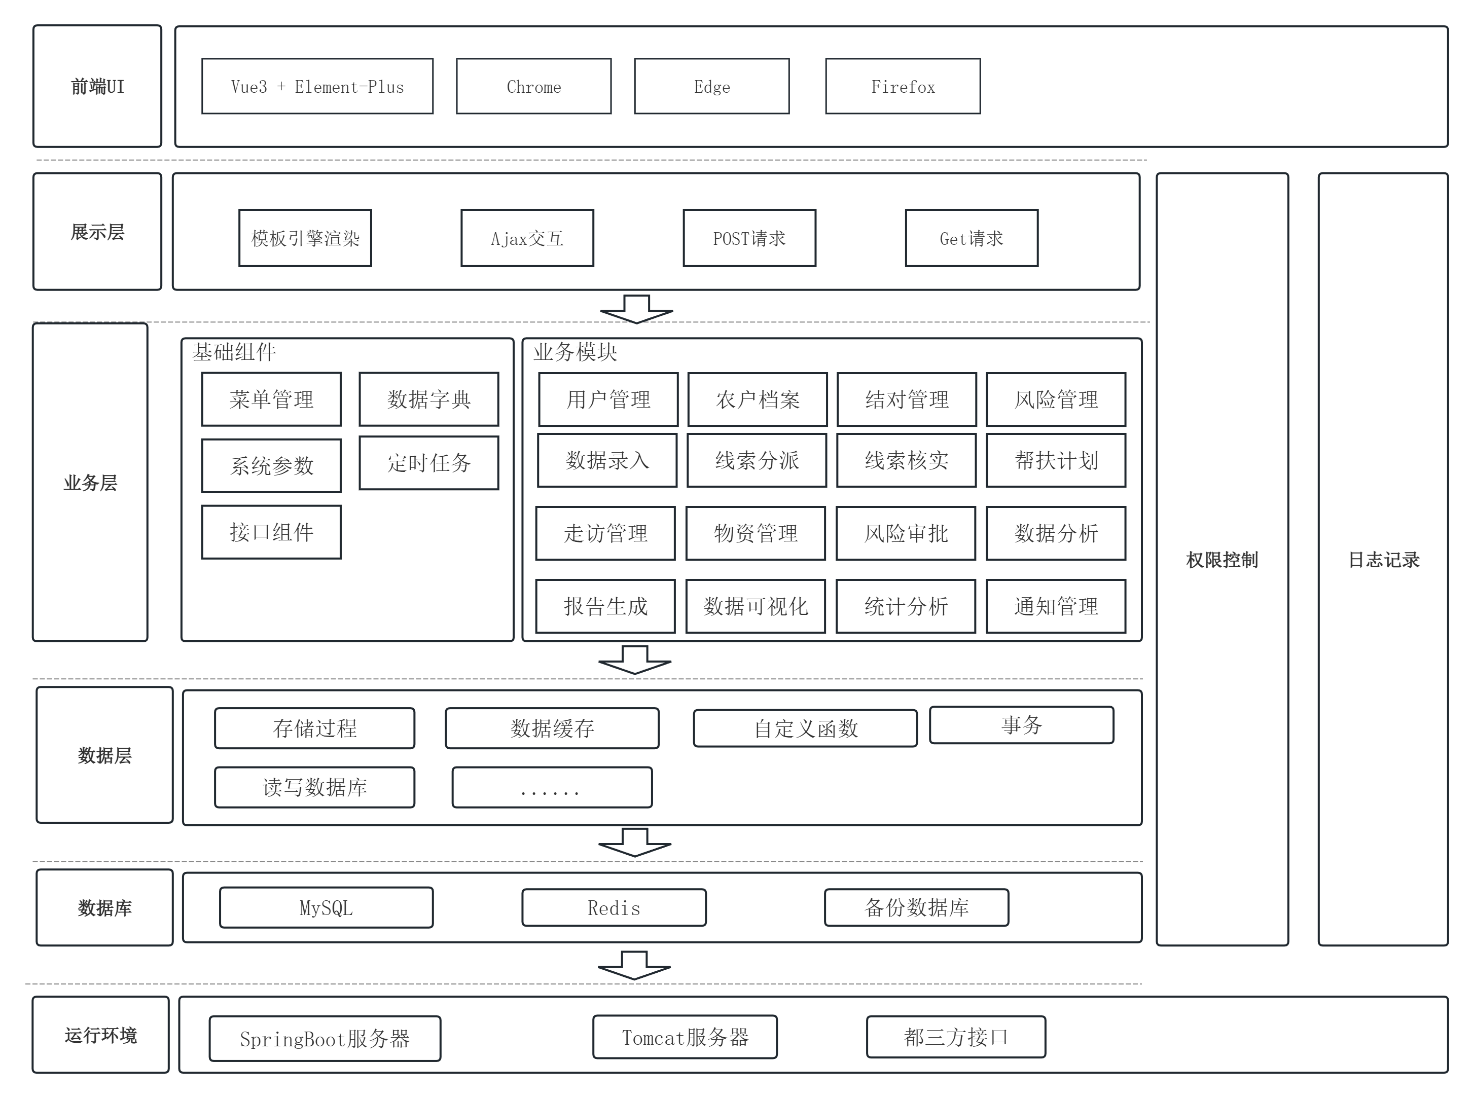 前端UI
Vue3 + Element-Plus
Chrome
Edge
Firefox
展示层
模板引擎渲染
Ajax交互
POST请求
Get请求
业务层
基础组件
菜单管理
数据字典
系统参数
定时任务
接口组件
业务模块
用户管理
农户档案
结对管理
风险管理
数据录入
线索分派
线索核实
帮扶计划
走访管理
物资管理
风险审批
数据分析
报告生成
数据可视化
统计分析
通知管理
权限控制
日志记录
数据层
存储过程
数据缓存
自定义函数
事务
读写数据库
......
数据库
MySQL
Redis
备份数据库
运行环境
SpringBoot服务器
Tomcat服务器
都三方接口